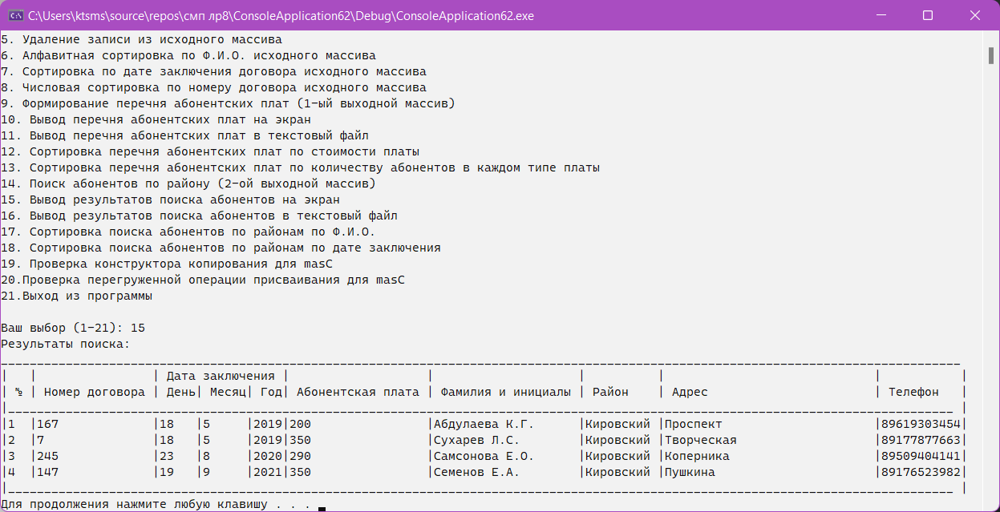 C:\Users\ktsms\source\repos\смп лр8\ConsoleApplication62\Debug\ConsoleApplication62.exe
5. Удаление записи из исходного массива
6. Алфавитная сортировка по Ф.И.О. исходного массива
7. Сортировка по дате заключения договора исходного массива
8. Числовая сортировка по номеру договора исходного массива
9. Формирование перечня абонентских плат (1-ый выходной массив)
10. Вывод перечня абонентских плат на экран
11. Вывод перечня абонентских плат в текстовый файл
12. Сортировка перечня абонентских плат по стоимости платы
13. Сортировка перечня абонентских плат по количеству абонентов в каждом типе платы
14. Поиск абонентов по району (2-ой выходной массив)
15. Вывод результатов поиска абонентов на экран
16. Вывод результатов поиска абонентов в текстовый файл
17. Сортировка поиска абонентов по районам по Ф.И.О.
18. Сортировка поиска абонентов по районам по дате заключения
19. Проверка конструктора копирования для masC
20.Проверка перегруженной операции присваивания для masC
21.Выход из программы
Ваш выбор (1-21): 15
Результаты поиска:
| | | Дата заключения | | | | | |
| % | Номер договора | День| Месяц| Год| Абонентская плата | Фамилия и инициалы | Район | Адрес | Телефон |
|1 |167 |18 |5 |2019|200 |Абдулаева К.Г. |Кировский |Проспект |89619303454|
|2 |7 |18 |5 |2019|350 |Сухарев Л.С. |Кировский |Творческая |89177877663|
|3 |245 |23 |8 |2020|290 |Самсонова Е.О. |Кировский |Коперника |89509404141|
|4 |147 |19 |9 |2021|350 |Семенов Е.А. |Кировский |Пушкина |89176523982|
Для продолжения нажмите любую клавишу . . .